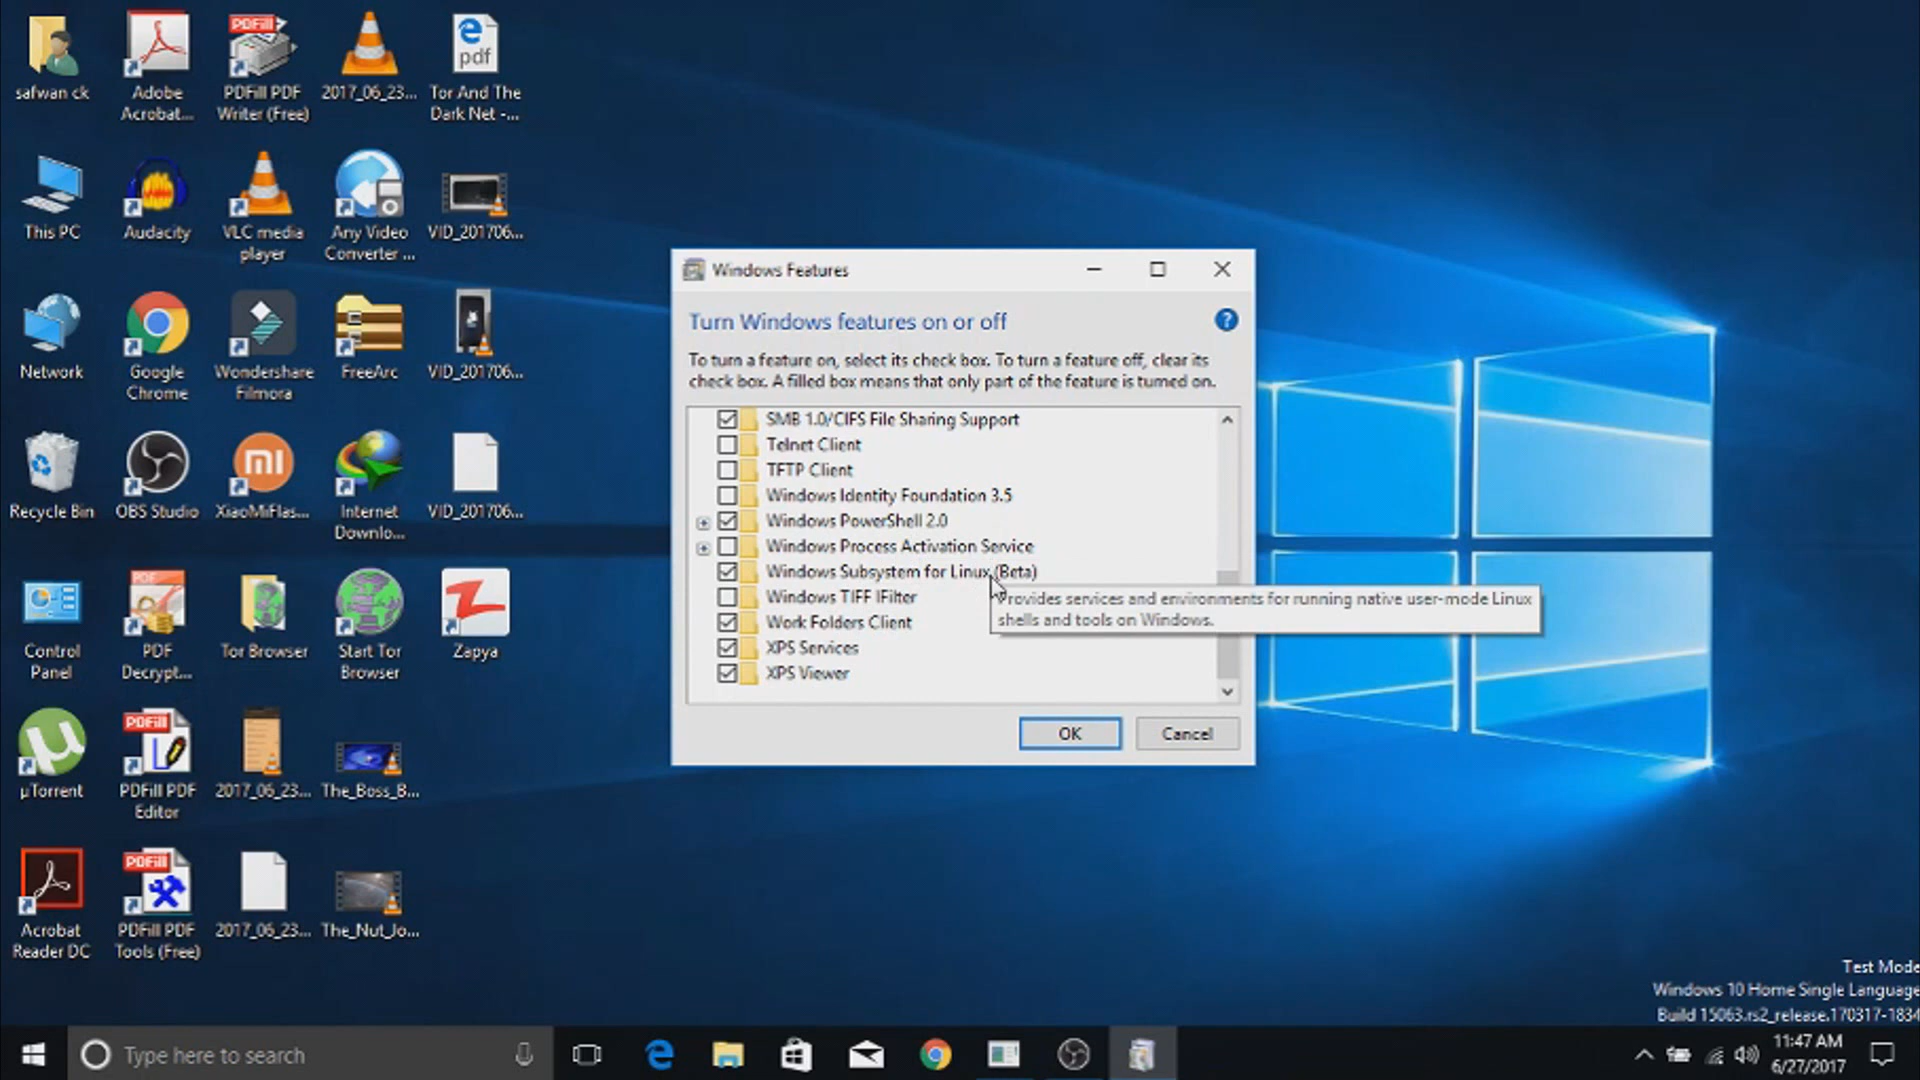 safwan ck
Adobe
Acrobat...
PDFill PDF
Writer (Free)
2017_06_23...
Tor And The
Dark Net -...
This PC
Audacity
VLC media
player
Any Video
Converter ...
VID_201706...
Network
Google
Chrome
Wondershare
Filmora
FreeArc
VID_201706...
Recycle Bin
OBS Studio
XiaoMiFlas...
Internet
Downlo...
VID_201706...
Control
Panel
PDF
Decrypt...
Tor Browser
Start Tor
Browser
Zapya
µTorrent
PDFill PDF
Editor
2017_06_23...
The_Boss_B...
Acrobat
Reader DC
PDFill PDF
Tools (Free)
2017_06_23...
The_Nut_Jo...
Windows Features
Turn Windows features on or off
To turn a feature on, select its check box. To turn a feature off, clear its
check box. A filled box means that only part of the feature is turned on.
SMB 1.0/CIFS File Sharing Support
Telnet Client
TFTP Client
Windows Identity Foundation 3.5
Windows PowerShell 2.0
Windows Process Activation Service
Windows Subsystem for Linux (Beta)
Windows TIFF IFilter
Work Folders Client
XPS Services
XPS Viewer
Provides services and environments for running native user-mode Linux
shells and tools on Windows.
OK
Cancel
Test Mode
Windows 10 Home Single Language
Build 15063.rs2_release.170317-1834
Type here to search
11:47 AM
6/27/2017